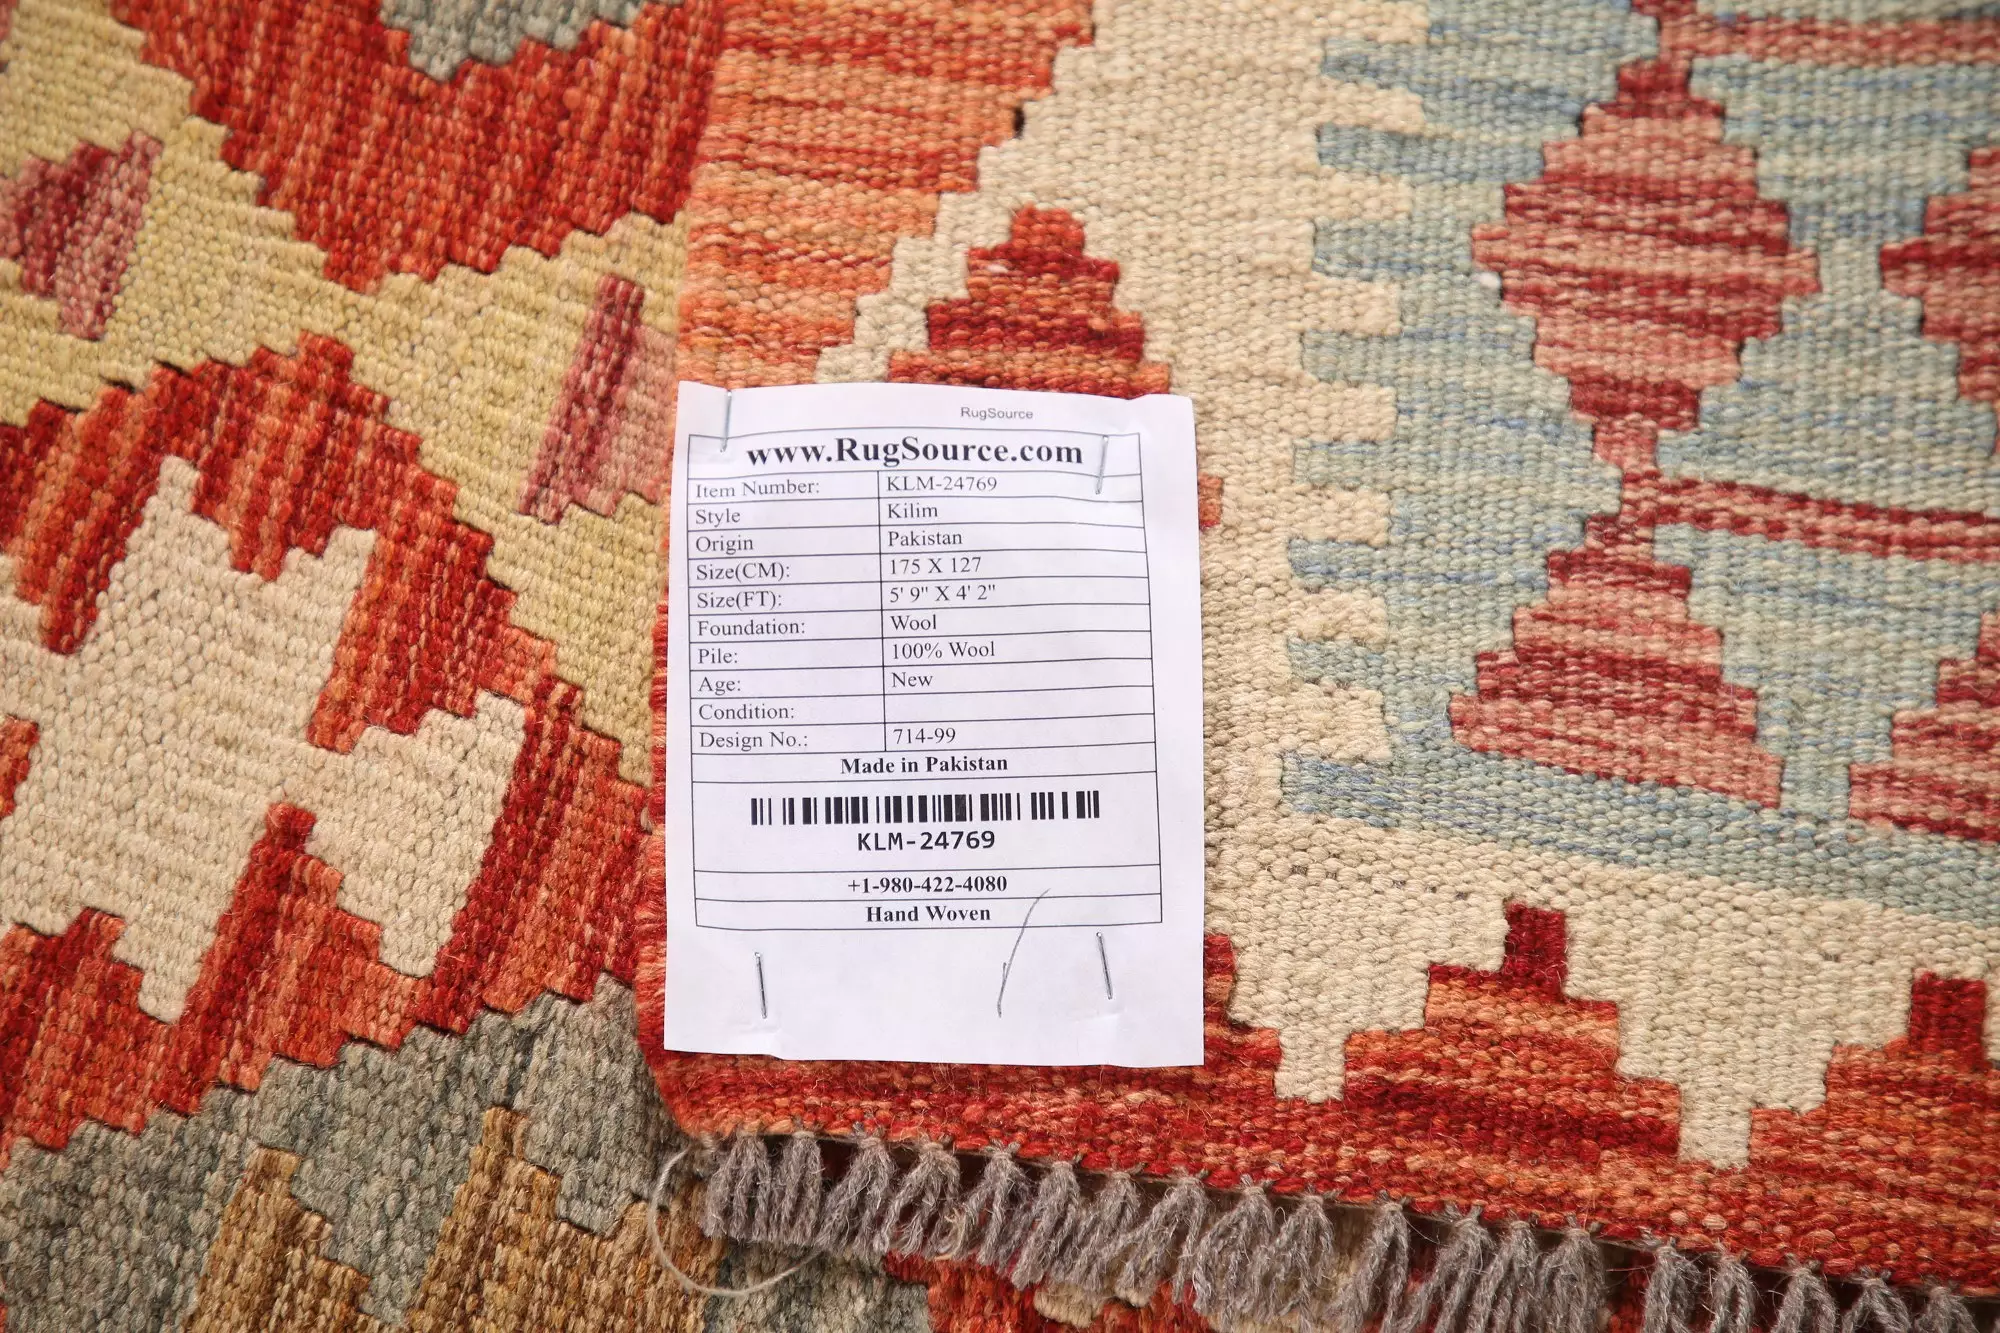 RugSource
www.RugSource.com
Item Number: KLM-24769
Style Kilim
Origin Pakistan
Size(CM): 175 X 127
Size(FT): 5' 9" X 4' 2"
Foundation: Wool
Pile: 100% Wool
Age: New
Condition:
Design No.: 714-99
Made in Pakistan
KLM-24769
+1-980-422-4080
Hand Woven